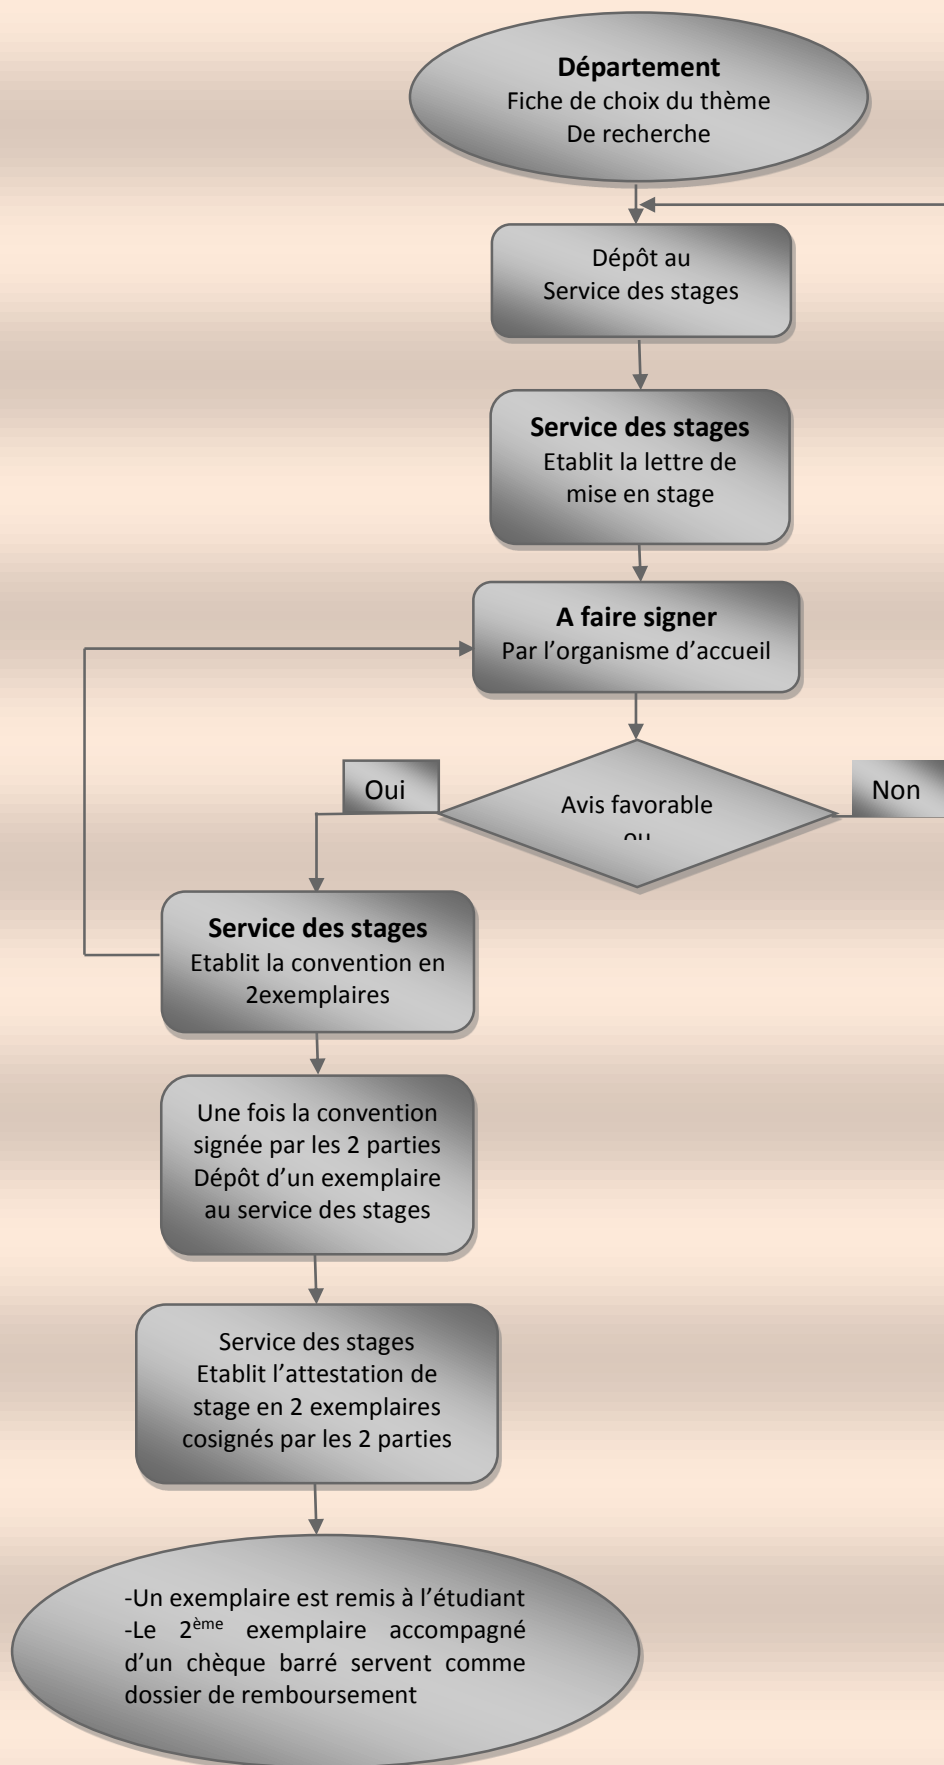 Département
Fiche de choix du thème
De recherche
Dépôt au
Service des stages
Service des stages
Etablit la lettre de
mise en stage
A faire signer
Par l’organisme d’accueil
Oui
Avis favorable
ou
Non
Service des stages
Etablit la convention en
2exemplaires
Une fois la convention
signée par les 2 parties
Dépôt d’un exemplaire
au service des stages
Service des stages
Etablit l’attestation de
stage en 2 exemplaires
cosignés par les 2 parties
-Un exemplaire est remis à l’étudiant
-Le 2ème exemplaire accompagné
d’un chèque barré servent comme
dossier de remboursement